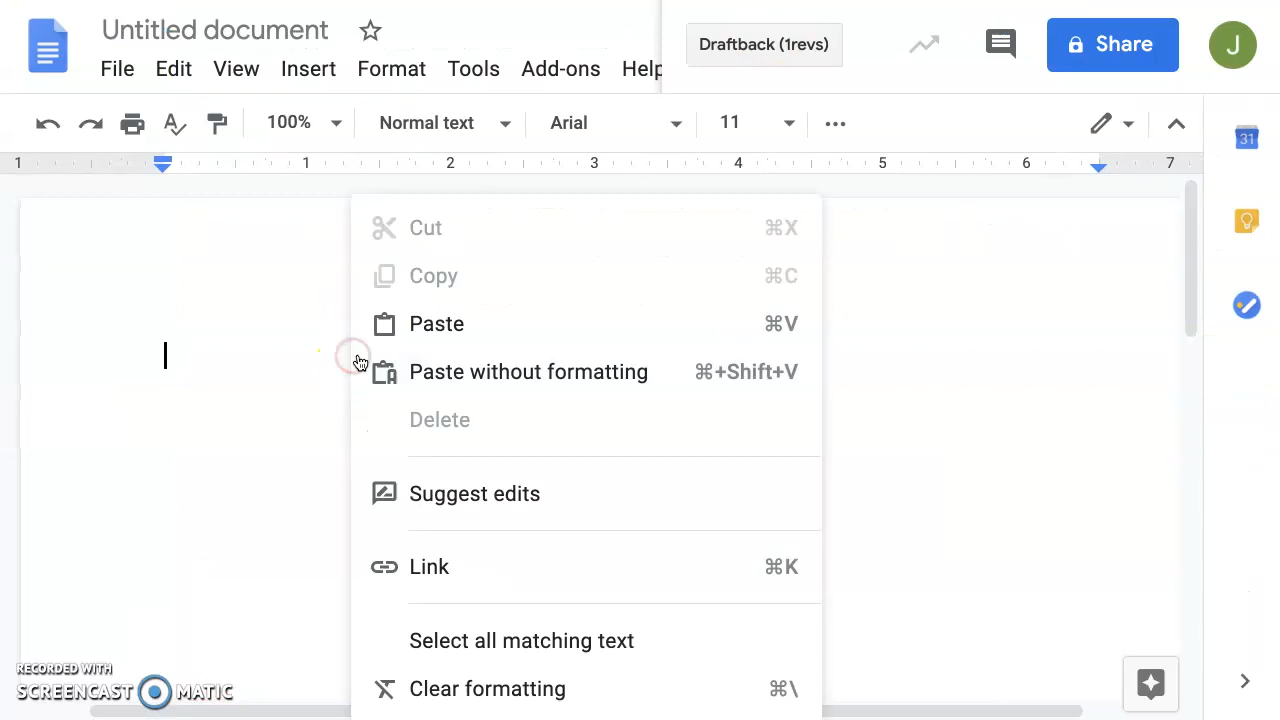 Untitled document
Draftback (1revs)
Share
J
File Edit View Insert Format Tools Add-ons Help
100% Normal text Arial 11
31
1 1 2 3 4 5 6 7
Cut ⌘X
Copy ⌘C
Paste ⌘V
Paste without formatting ⌘+Shift+V
Delete
Suggest edits
Link ⌘K
Select all matching text
Clear formatting ⌘\
RECORDED WITH
SCREENCAST MATIC